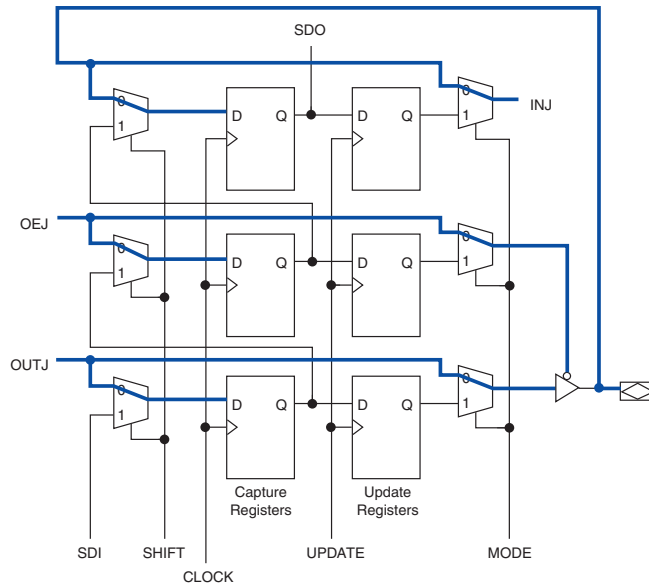 SDO
0
1
D Q
D Q
0
1
INJ
OEJ
0
1
D Q
D Q
0
1
OUTJ
0
1
D Q
D Q
0
1
Capture
Registers
Update
Registers
SDI
SHIFT
CLOCK
UPDATE
MODE